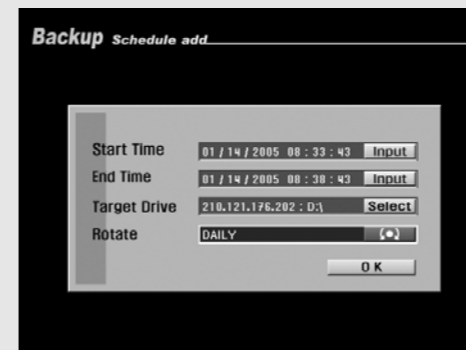 Backup Schedule add
Start Time 01 / 14 / 2005 08 : 33 : 43 Input
End Time 01 / 14 / 2005 08 : 38 : 43 Input
Target Drive 210.121.176.202 : D:\ Select
Rotate DAILY
OK